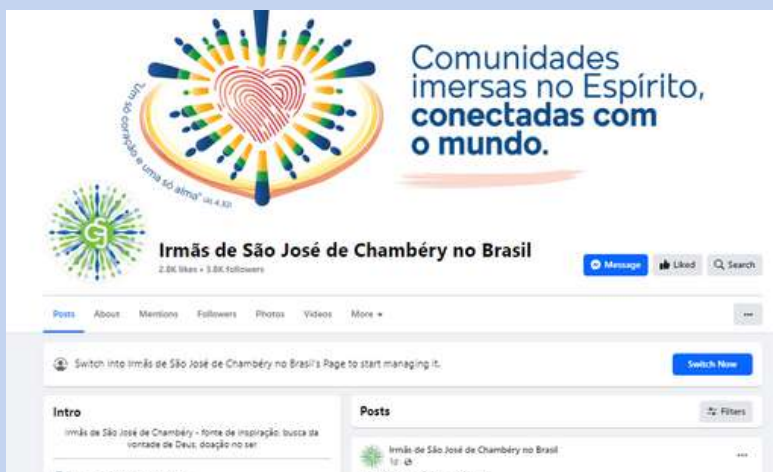 "Um só coração e uma só alma" (At 4,32)
Comunidades
imersas no Espírito,
conectadas com
o mundo.
Irmãs de São José de Chambéry no Brasil
2.8K likes • 3.8K followers
Message
Liked
Search
Posts
About
Mentions
Followers
Photos
Videos
More
Switch into Irmãs de São José de Chambéry no Brasil's Page to start managing it.
Switch Now
Intro
Irmãs de São José de Chambéry - fonte de inspiração; busca da
vontade de Deus; doação no ser
Posts
Filters
Irmãs de São José de Chambéry no Brasil